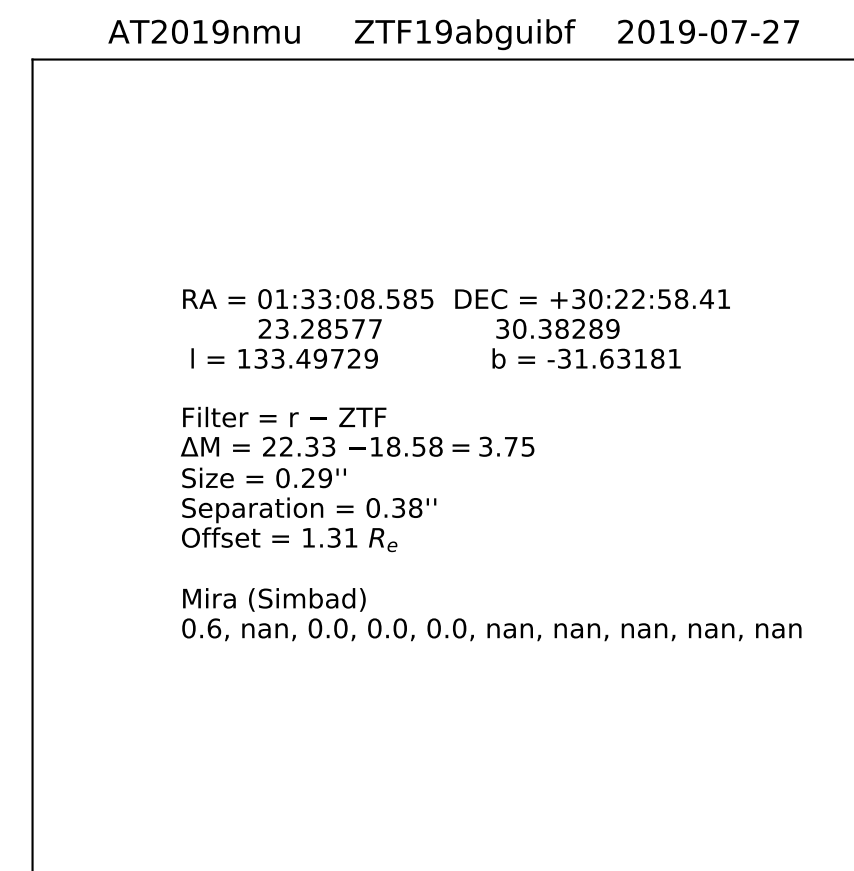 AT2019nmu ZTF19abguibf 2019-07-27
RA = 01:33:08.585 DEC = +30:22:58.41
23.28577 30.38289
l = 133.49729 b = -31.63181
Filter = r − ZTF
ΔM = 22.33 −18.58 = 3.75
Size = 0.29''
Separation = 0.38''
Offset = 1.31 Re
Mira (Simbad)
0.6, nan, 0.0, 0.0, 0.0, nan, nan, nan, nan, nan